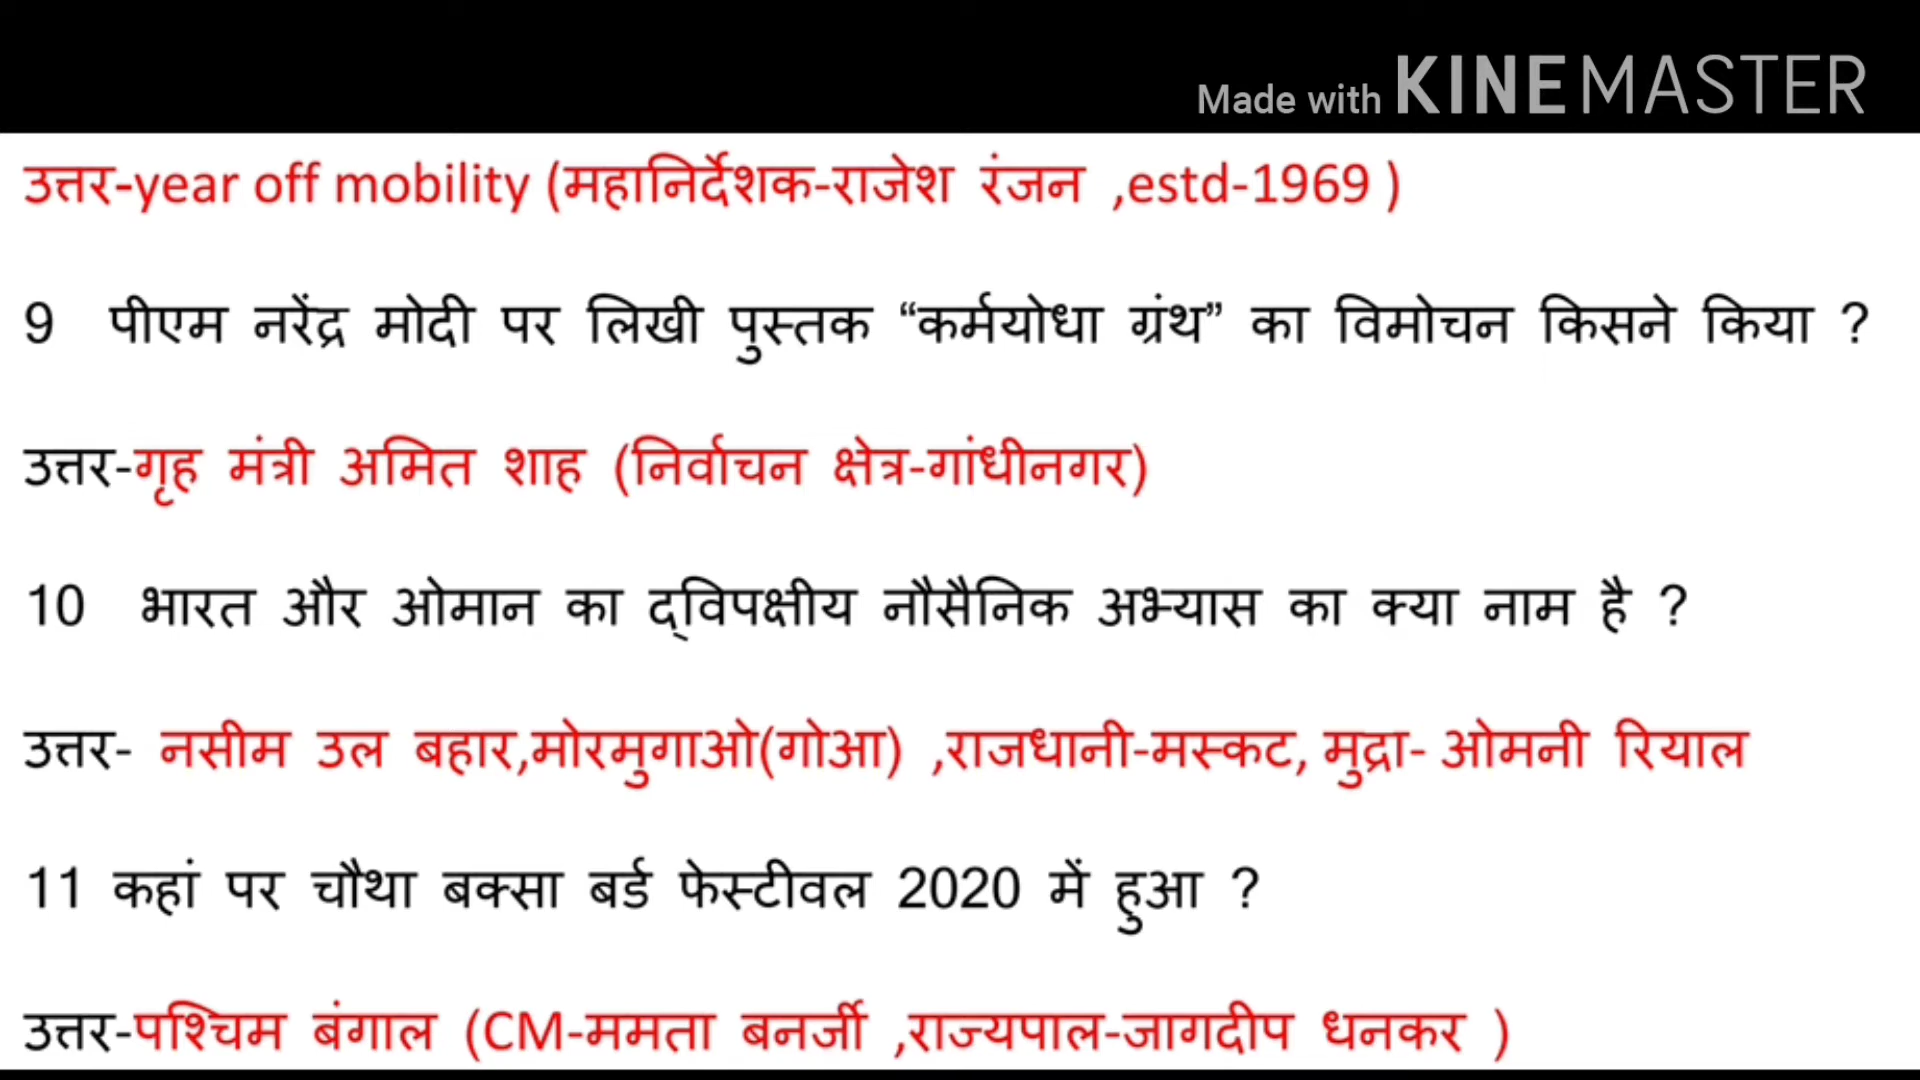 Made with KINEMASTER
उत्तर-year off mobility (महानिर्देशक-राजेश रंजन ,estd-1969 )
9 पीएम नरेंद्र मोदी पर लिखी पुस्तक “कर्मयोधा ग्रंथ” का विमोचन किसने किया ?
उत्तर-गृह मंत्री अमित शाह (निर्वाचन क्षेत्र-गांधीनगर)
10 भारत और ओमान का द्विपक्षीय नौसैनिक अभ्यास का क्या नाम है ?
उत्तर- नसीम उल बहार,मोरमुगाओ(गोआ) ,राजधानी-मस्कट, मुद्रा- ओमनी रियाल
11 कहां पर चौथा बक्सा बर्ड फेस्टीवल 2020 में हुआ ?
उत्तर-पश्चिम बंगाल (CM-ममता बनर्जी ,राज्यपाल-जागदीप धनकर )